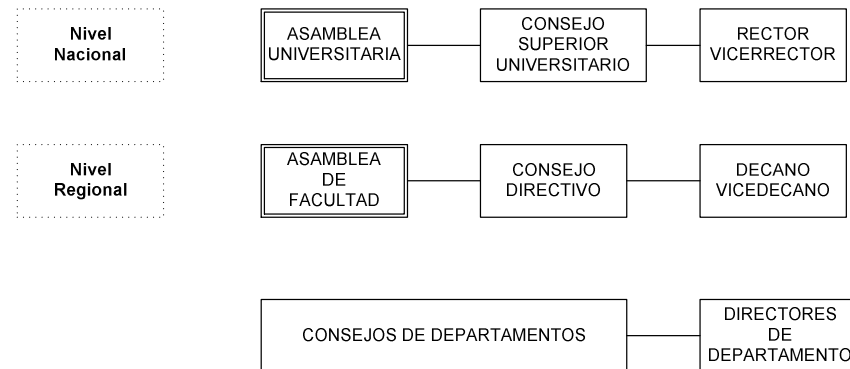 Nivel
Nacional
ASAMBLEA
UNIVERSITARIA
CONSEJO
SUPERIOR
UNIVERSITARIO
RECTOR
VICERRECTOR
Nivel
Regional
ASAMBLEA
DE
FACULTAD
CONSEJO
DIRECTIVO
DECANO
VICEDECANO
CONSEJOS DE DEPARTAMENTOS
DIRECTORES
DE
DEPARTAMENTO